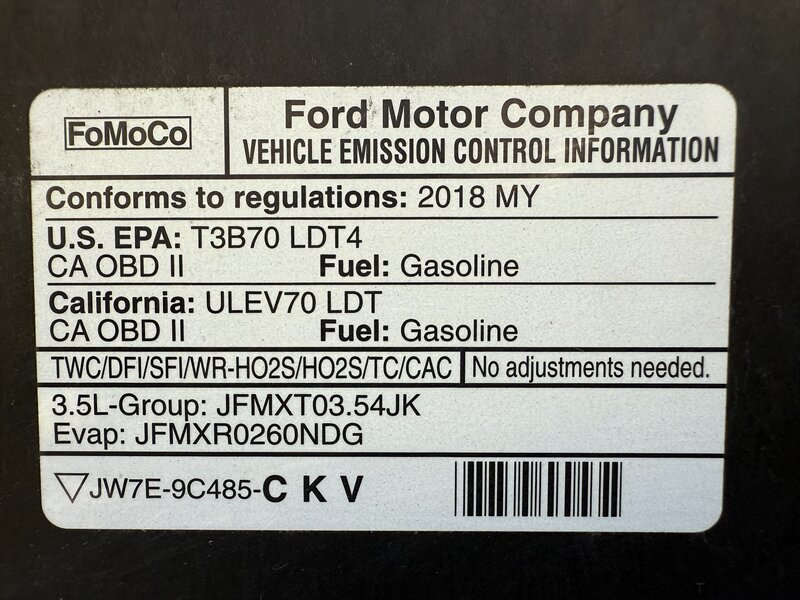 FoMoCo
Ford Motor Company
VEHICLE EMISSION CONTROL INFORMATION
Conforms to regulations: 2018 MY
U.S. EPA: T3B70 LDT4
CA OBD II Fuel: Gasoline
California: ULEV70 LDT
CA OBD II Fuel: Gasoline
TWC/DFI/SFI/WR-HO2S/HO2S/TC/CAC No adjustments needed.
3.5L-Group: JFMXT03.54JK
Evap: JFMXR0260NDG
▽JW7E-9C485-C K V